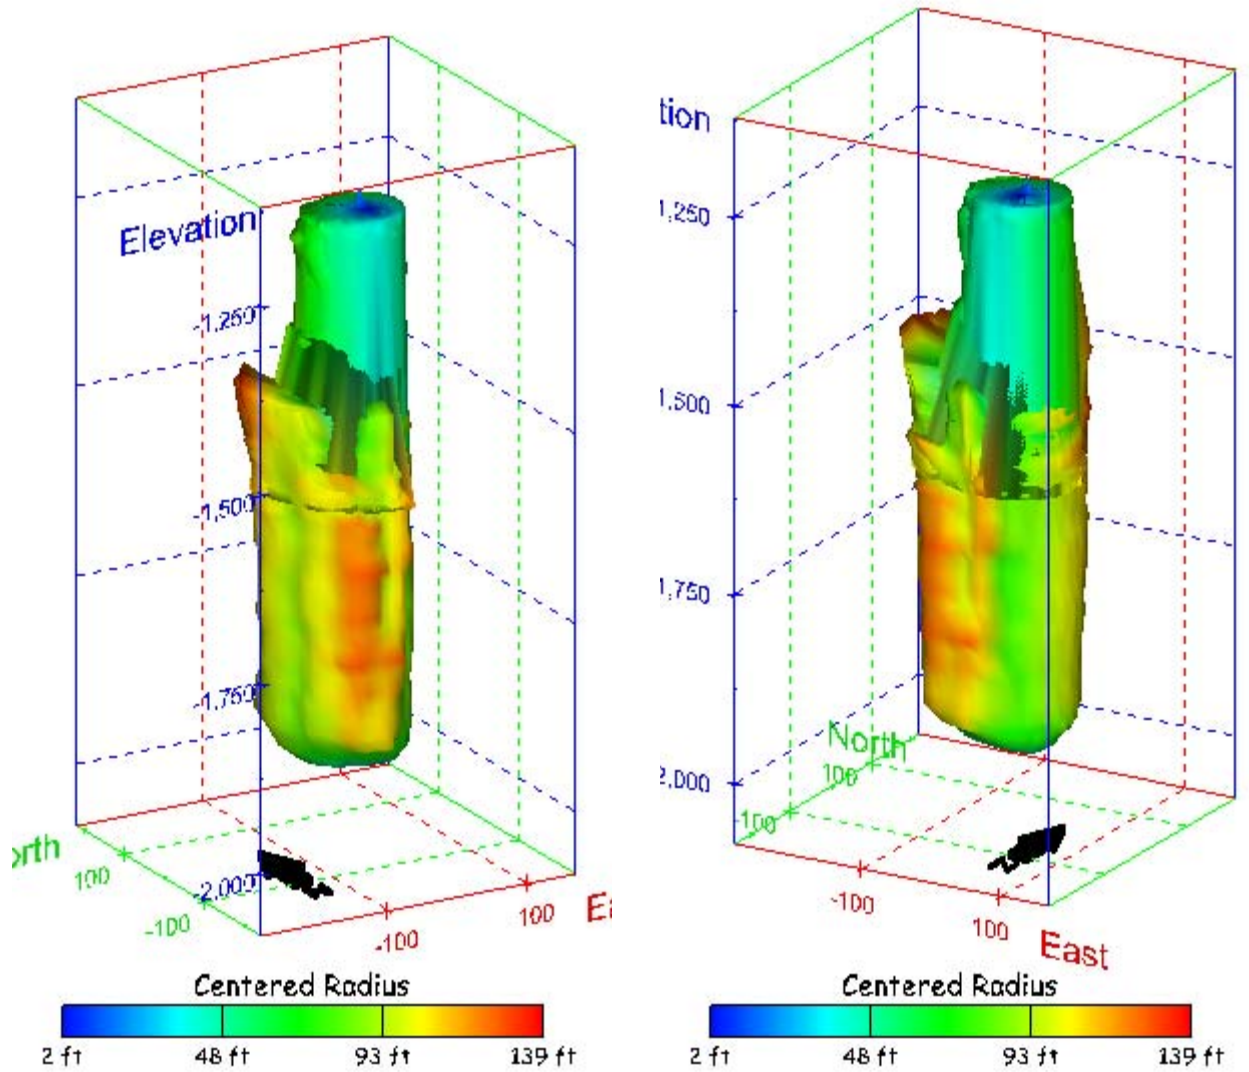 Elevation
-1,250
-1,500
-1,750
-2,000
orth
100
-100
-100
100
Ea
Centered Radius
2 ft 48 ft 93 ft 139 ft
tion
1,250
1,500
1,750
2,000
North
100
100
-100
100
East
Centered Radius
2 ft 48 ft 93 ft 139 ft